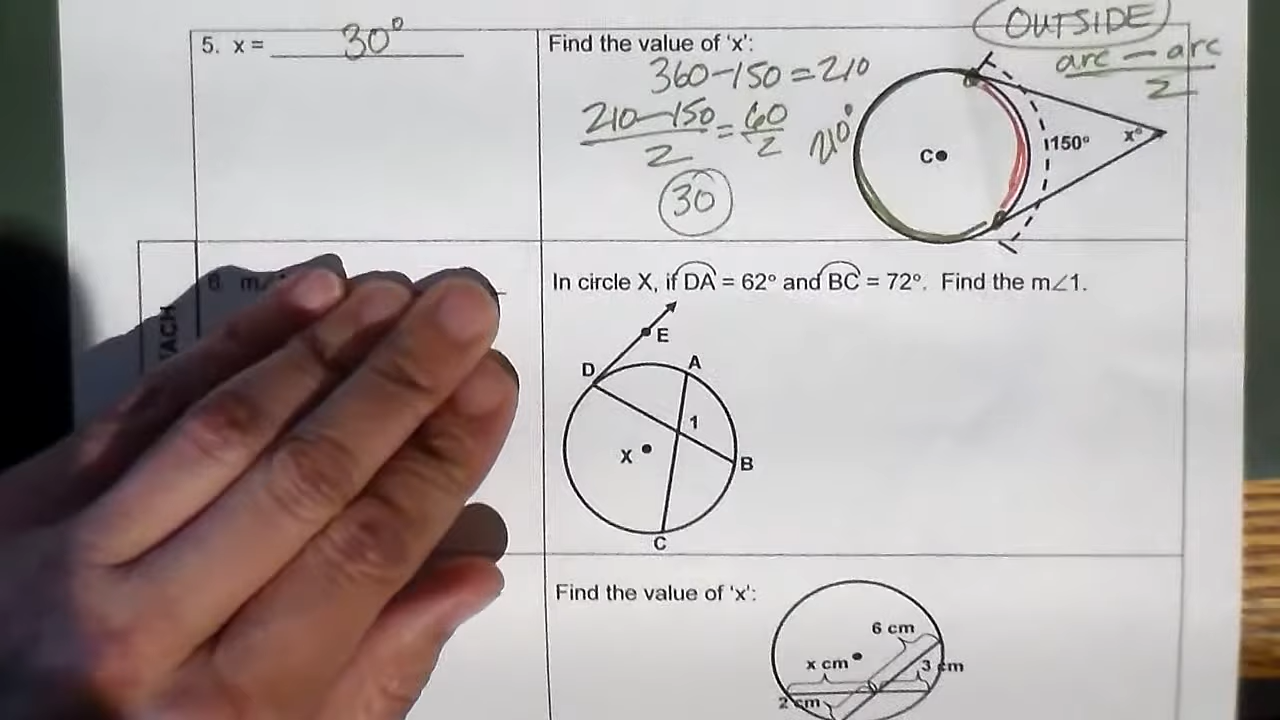 OUTSIDE
arc - arc
2
5. x = 30°
Find the value of 'x':
360-150=210
210-150 = 60
2 2
30
210°
C
150°
x°
In circle X, if DA = 62° and BC = 72°. Find the m∠1.
E
D
A
1
X
B
C
Find the value of 'x':
6 cm
x cm
3 cm
2 cm